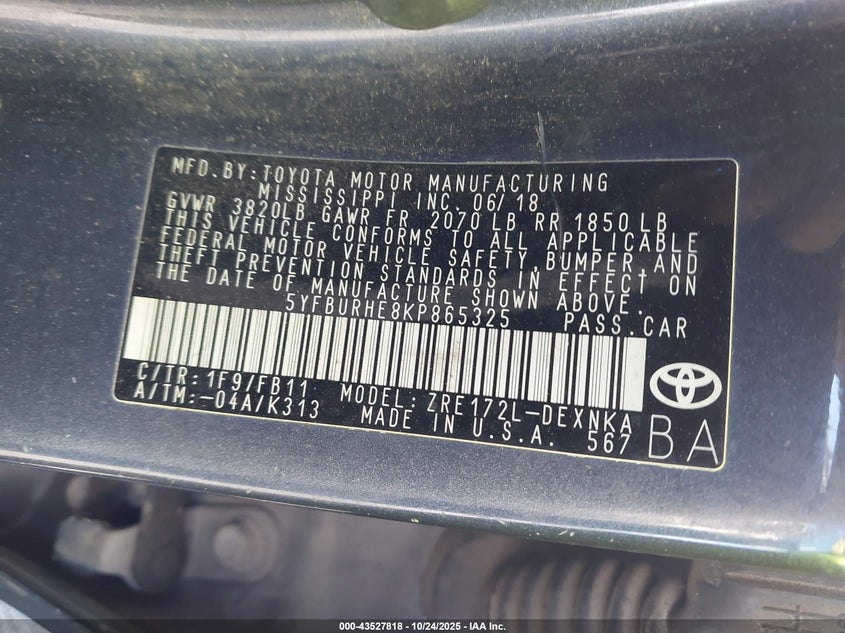 MFD.BY:TOYOTA MOTOR MANUFACTURING
MISSISSIPPI INC. 06/18
GVWR 3820LB GAWR FR 2070 LB RR 1850 LB
THIS VEHICLE CONFORMS TO ALL APPLICABLE
FEDERAL MOTOR VEHICLE SAFETY, BUMPER, AND
THEFT PREVENTION STANDARDS IN EFFECT ON
THE DATE OF MANUFACTURE SHOWN ABOVE.
5YFBURHE8KP865325 PASS.CAR
C/TR:1F9/FB11 MODEL:ZRE172L-DEXNKA
A/TM:-04A/K313 MADE IN U.S.A. 567
BA
000-43527818 - 10/24/2025 - IAA Inc.